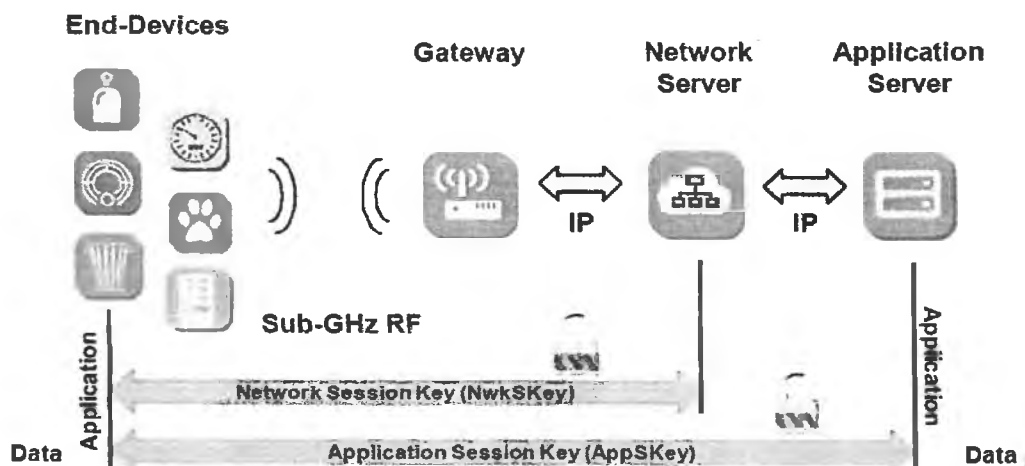 End-Devices
Gateway
Network
Server
Application
Server
IP
IP
Sub-GHz RF
Application
Application
Network Session Key (NwkSKey)
Data
Application Session Key (AppSKey)
Data